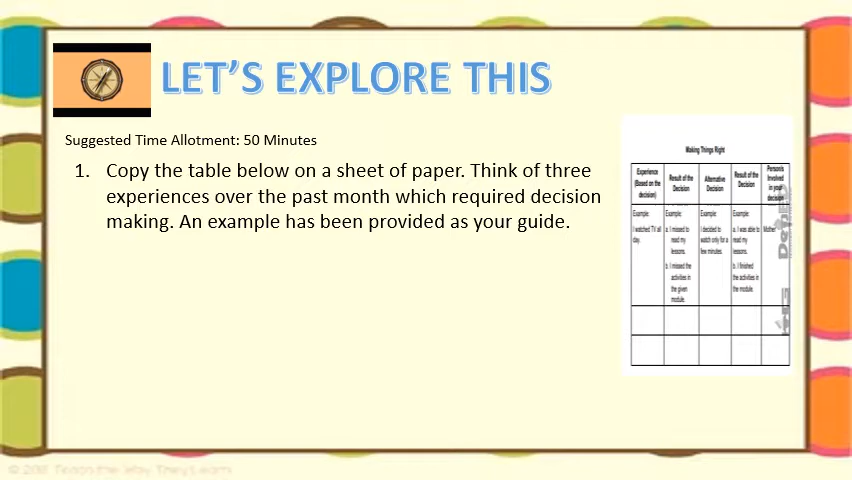 LET'S EXPLORE THIS
Suggested Time Allotment: 50 Minutes
1. Copy the table below on a sheet of paper. Think of three
experiences over the past month which required decision
making. An example has been provided as your guide.
Making Things Right
Experience
(Based on the
decision)
Result of the
Decision
Alternative
Decision
Result of the
Decision
Persons
Involved
in your
decision
Example:
I watched TV all
day.
Example:
a. I missed to
read my
lessons.
b. I missed the
activities in
the given
module.
Example:
I decided to
watch only for a
few minutes.
Example:
a. I was able to
read my
lessons.
b. I finished
the activities in
the module.
Mother
DepED